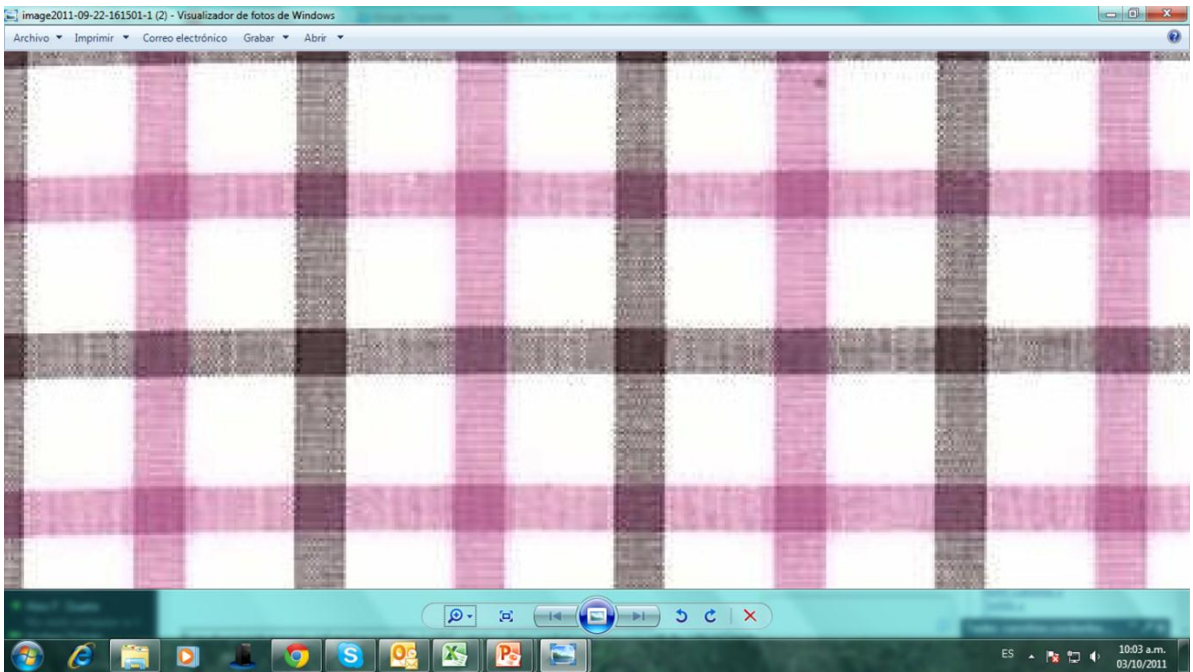 image2011-09-22-161501-1 (2) - Visualizador de fotos de Windows
Archivo Imprimir Correo electrónico Grabar Abrir
ES 10:03 a.m.
03/10/2011